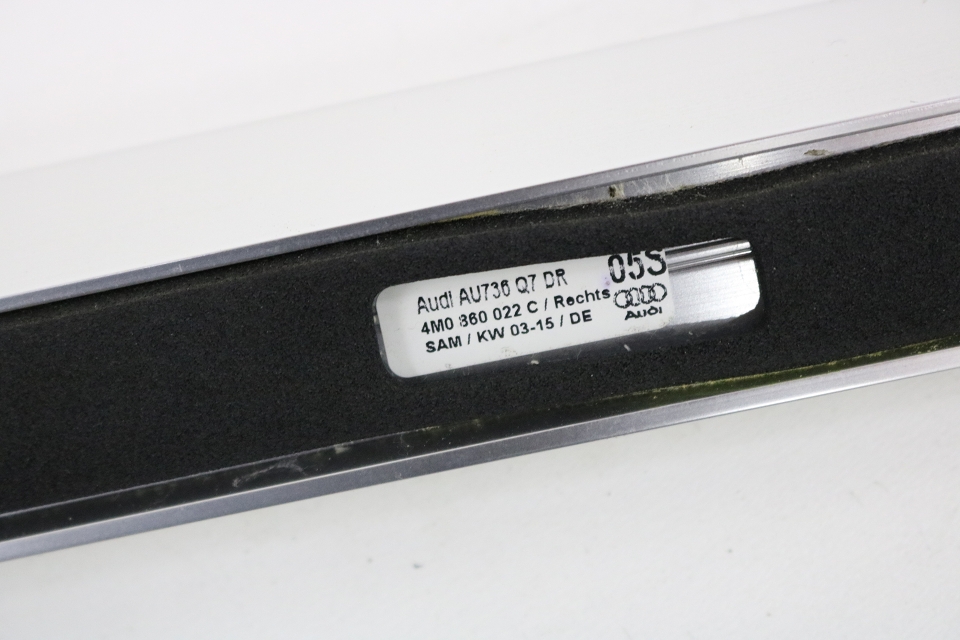 Audi AU736 Q7 DR
05S
4M0 860 022 C / Rechts
SAM / KW 03-15 / DE
Audi